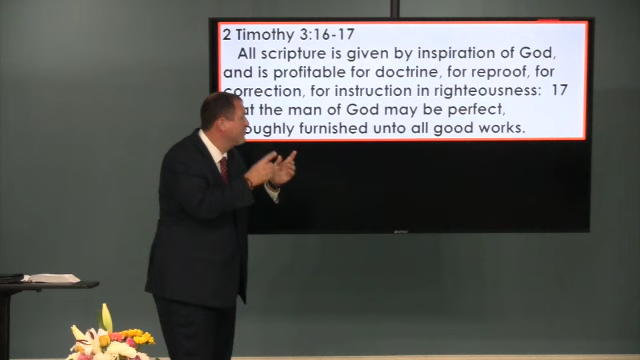 2 Timothy 3:16-17
All scripture is given by inspiration of God,
and is profitable for doctrine, for reproof, for
correction, for instruction in righteousness: 17
at the man of God may be perfect,
oughly furnished unto all good works.